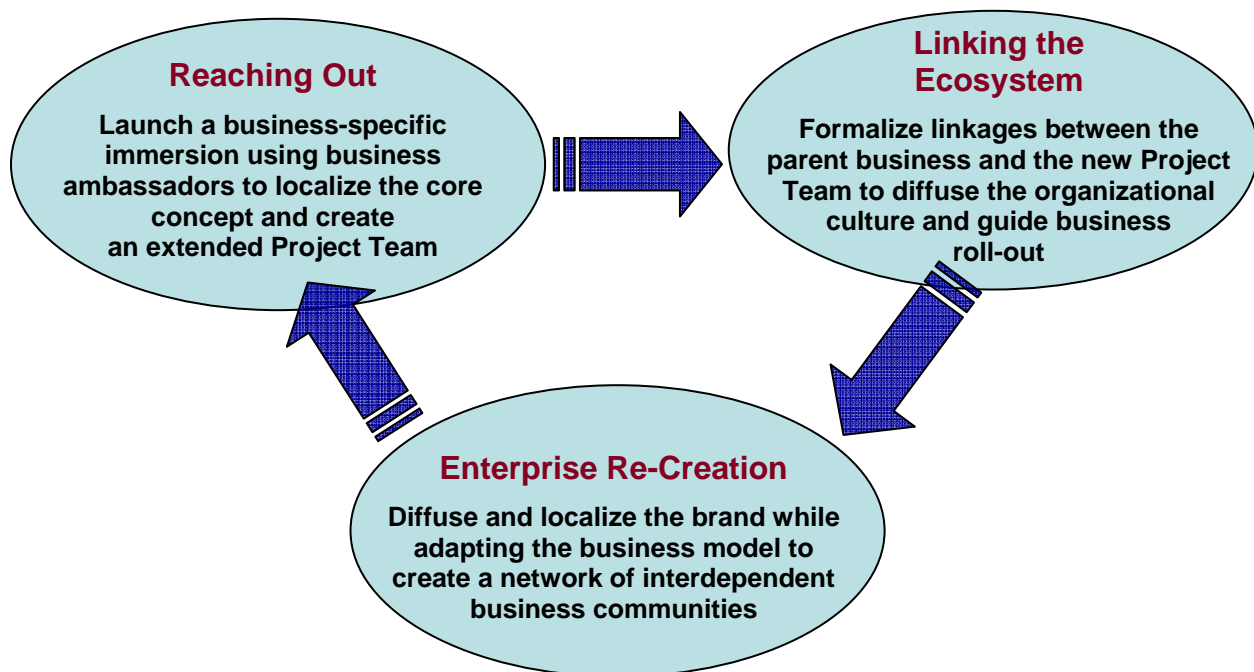 Reaching Out
Launch a business-specific
immersion using business
ambassadors to localize the core
concept and create
an extended Project Team
Linking the
Ecosystem
Formalize linkages between the
parent business and the new Project
Team to diffuse the organizational
culture and guide business
roll-out
Enterprise Re-Creation
Diffuse and localize the brand while
adapting the business model to
create a network of interdependent
business communities